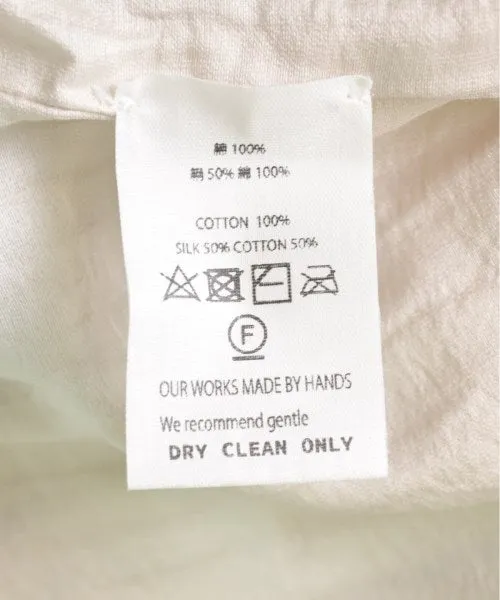 綿 100%
絹 50% 綿 100%
COTTON 100%
SILK 50% COTTON 50%
F
OUR WORKS MADE BY HANDS
We recommend gentle
DRY CLEAN ONLY